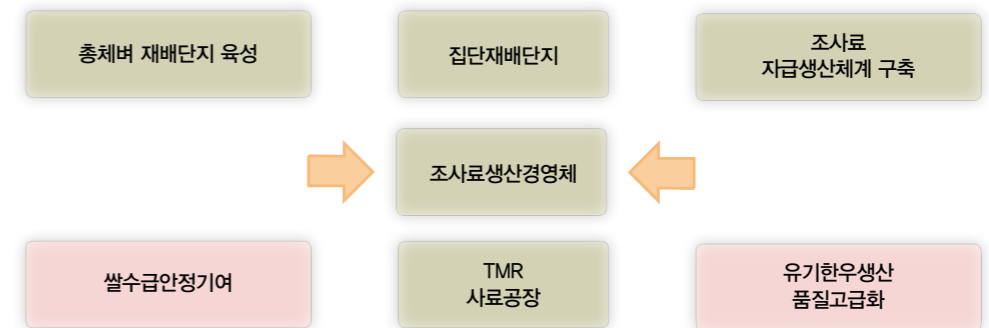 총체벼 재배단지 육성
집단재배단지
조사료
자급생산체계 구축
조사료생산경영체
쌀수급안정기여
TMR
사료공장
유기한우생산
품질고급화